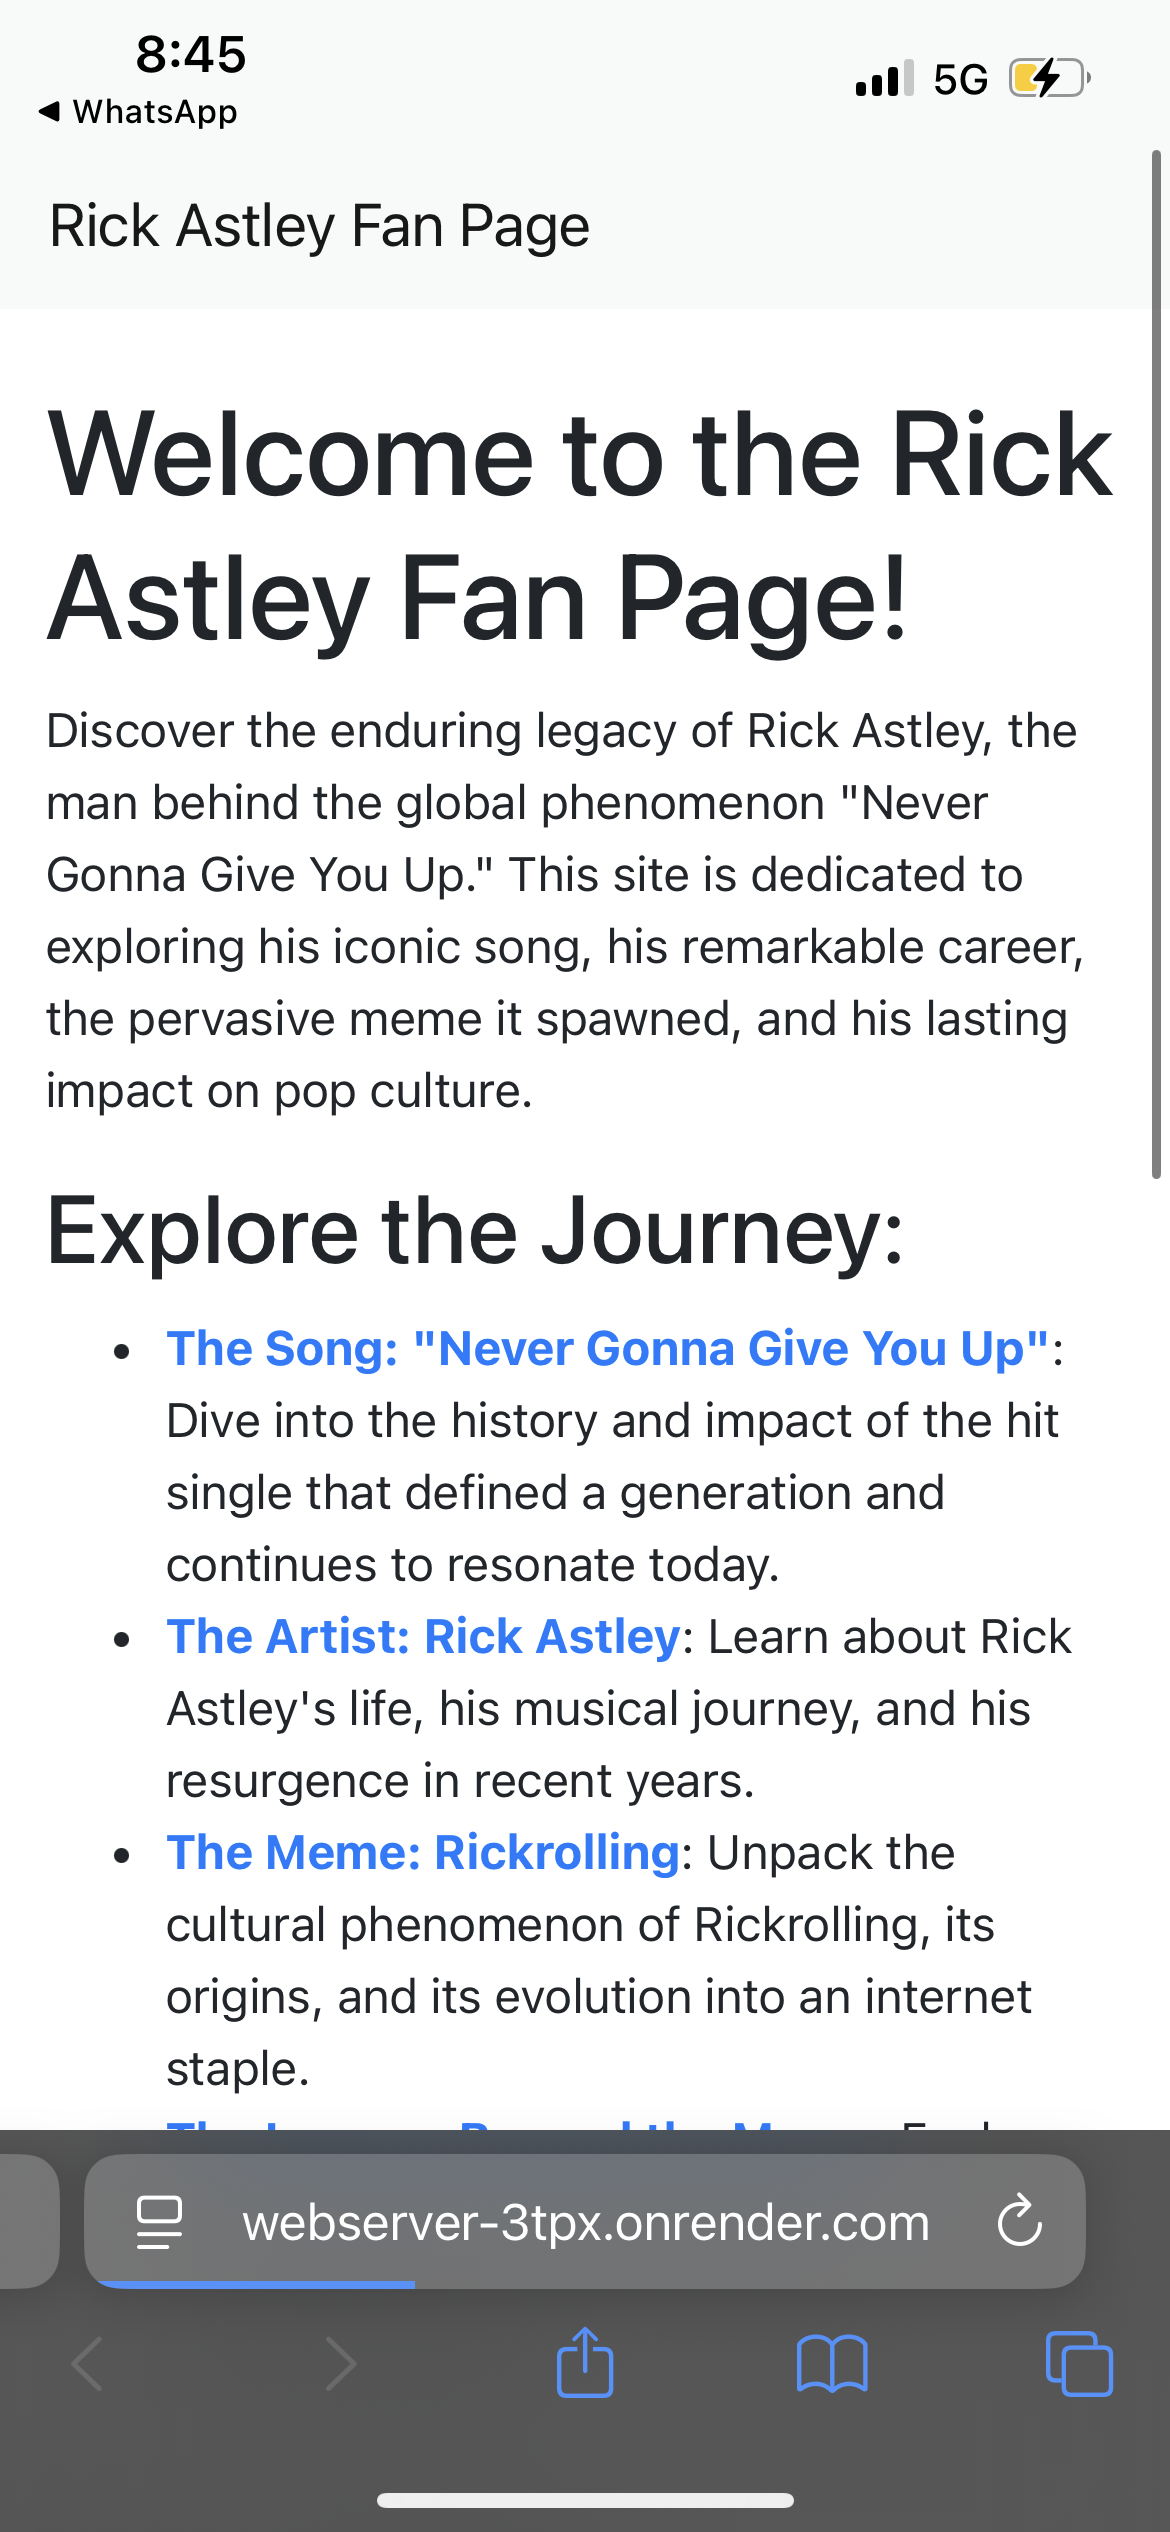 8:45
5G
◀ WhatsApp
Rick Astley Fan Page
Welcome to the Rick
Astley Fan Page!
Discover the enduring legacy of Rick Astley, the
man behind the global phenomenon "Never
Gonna Give You Up." This site is dedicated to
exploring his iconic song, his remarkable career,
the pervasive meme it spawned, and his lasting
impact on pop culture.
Explore the Journey:
• The Song: "Never Gonna Give You Up":
Dive into the history and impact of the hit
single that defined a generation and
continues to resonate today.
• The Artist: Rick Astley: Learn about Rick
Astley's life, his musical journey, and his
resurgence in recent years.
• The Meme: Rickrolling: Unpack the
cultural phenomenon of Rickrolling, its
origins, and its evolution into an internet
staple.
webserver-3tpx.onrender.com